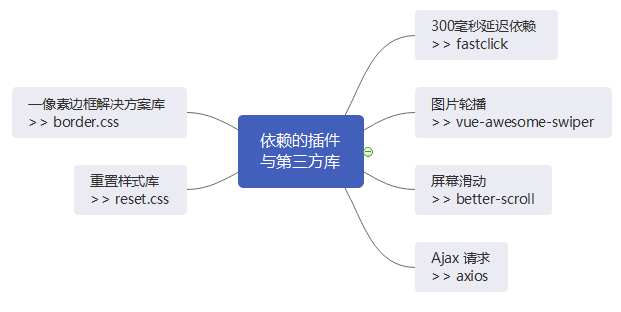 300毫秒延迟依赖
>> fastclick
一像素边框解决方案库
>> border.css
图片轮播
>> vue-awesome-swiper
依赖的插件
与第三方库
重置样式库
>> reset.css
屏幕滑动
>> better-scroll
Ajax 请求
>> axios